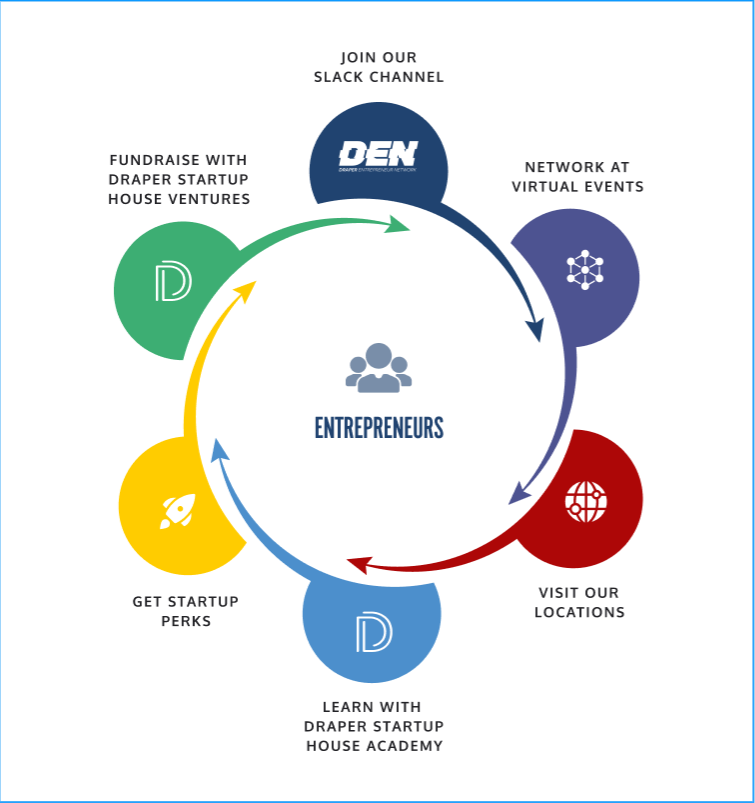 JOIN OUR
SLACK CHANNEL
DEN
DRAPER ENTREPRENEUR NETWORK
NETWORK AT
VIRTUAL EVENTS
VISIT OUR
LOCATIONS
LEARN WITH
DRAPER STARTUP
HOUSE ACADEMY
D
GET STARTUP
PERKS
FUNDRAISE WITH
DRAPER STARTUP
HOUSE VENTURES
D
ENTREPRENEURS